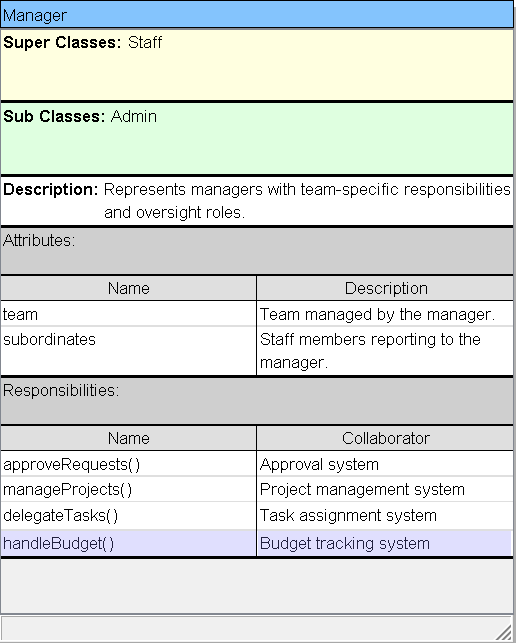 Manager
Super Classes: Staff
Sub Classes: Admin
Description: Represents managers with team-specific responsibilities
and oversight roles.
Attributes:
Name Description
team Team managed by the manager.
subordinates Staff members reporting to the
manager.
Responsibilities:
Name Collaborator
approveRequests() Approval system
manageProjects() Project management system
delegateTasks() Task assignment system
handleBudget() Budget tracking system